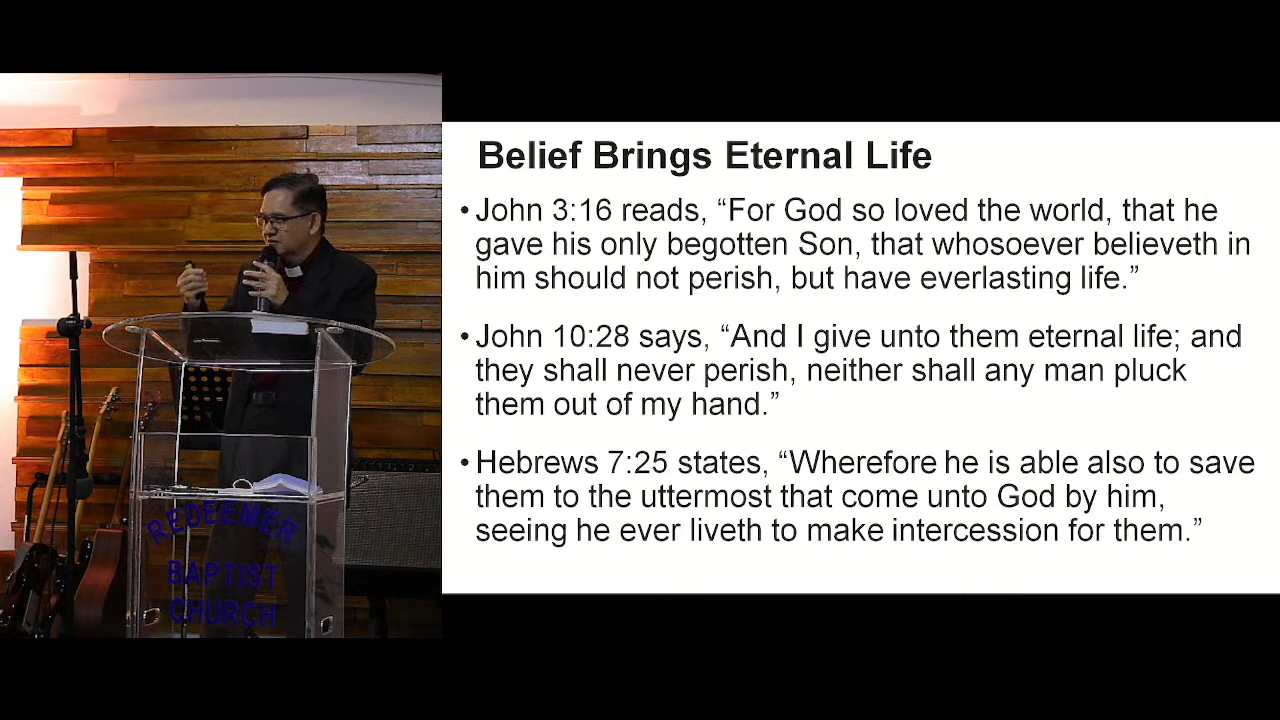 Belief Brings Eternal Life
• John 3:16 reads, “For God so loved the world, that he
gave his only begotten Son, that whosoever believeth in
him should not perish, but have everlasting life.”
• John 10:28 says, “And I give unto them eternal life; and
they shall never perish, neither shall any man pluck
them out of my hand.”
• Hebrews 7:25 states, “Wherefore he is able also to save
them to the uttermost that come unto God by him,
seeing he ever liveth to make intercession for them.”
REDEEMER
BAPTIST
CHURCH